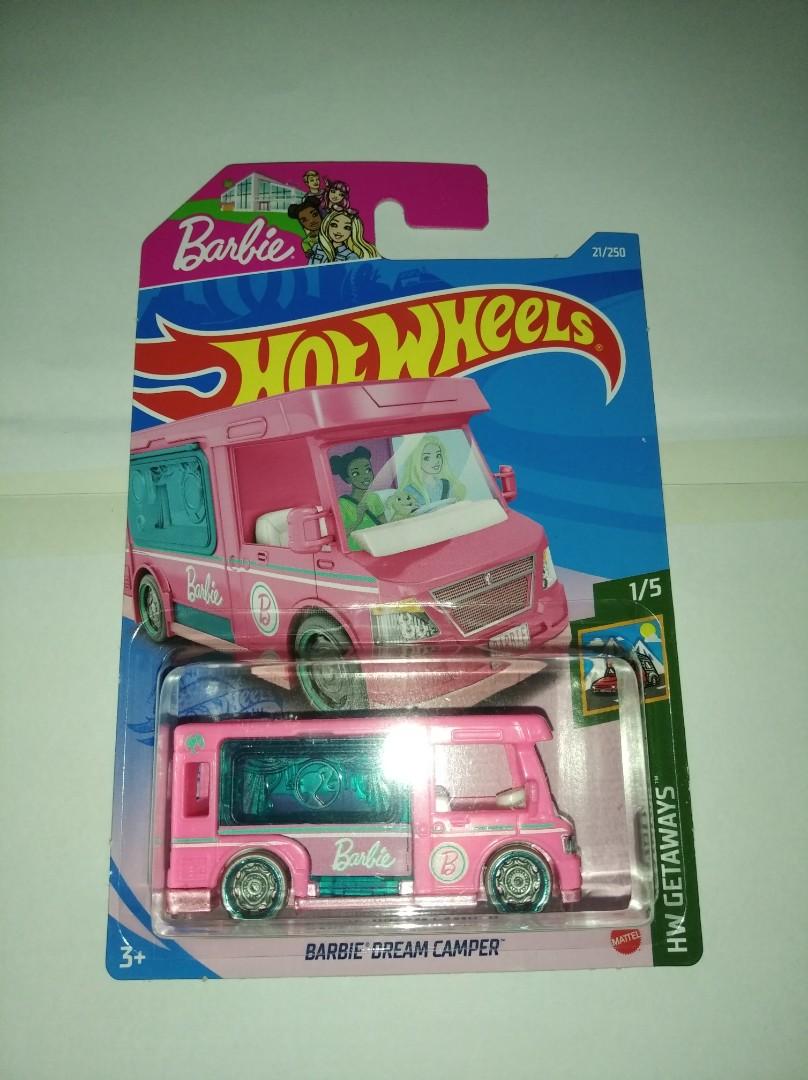 Barbie
21/250
HOT WHEELS ®
Barbie
B
1/5
Barbie
B
HW GETAWAYS™
3+
BARBIE® DREAM CAMPER™
MATTEL